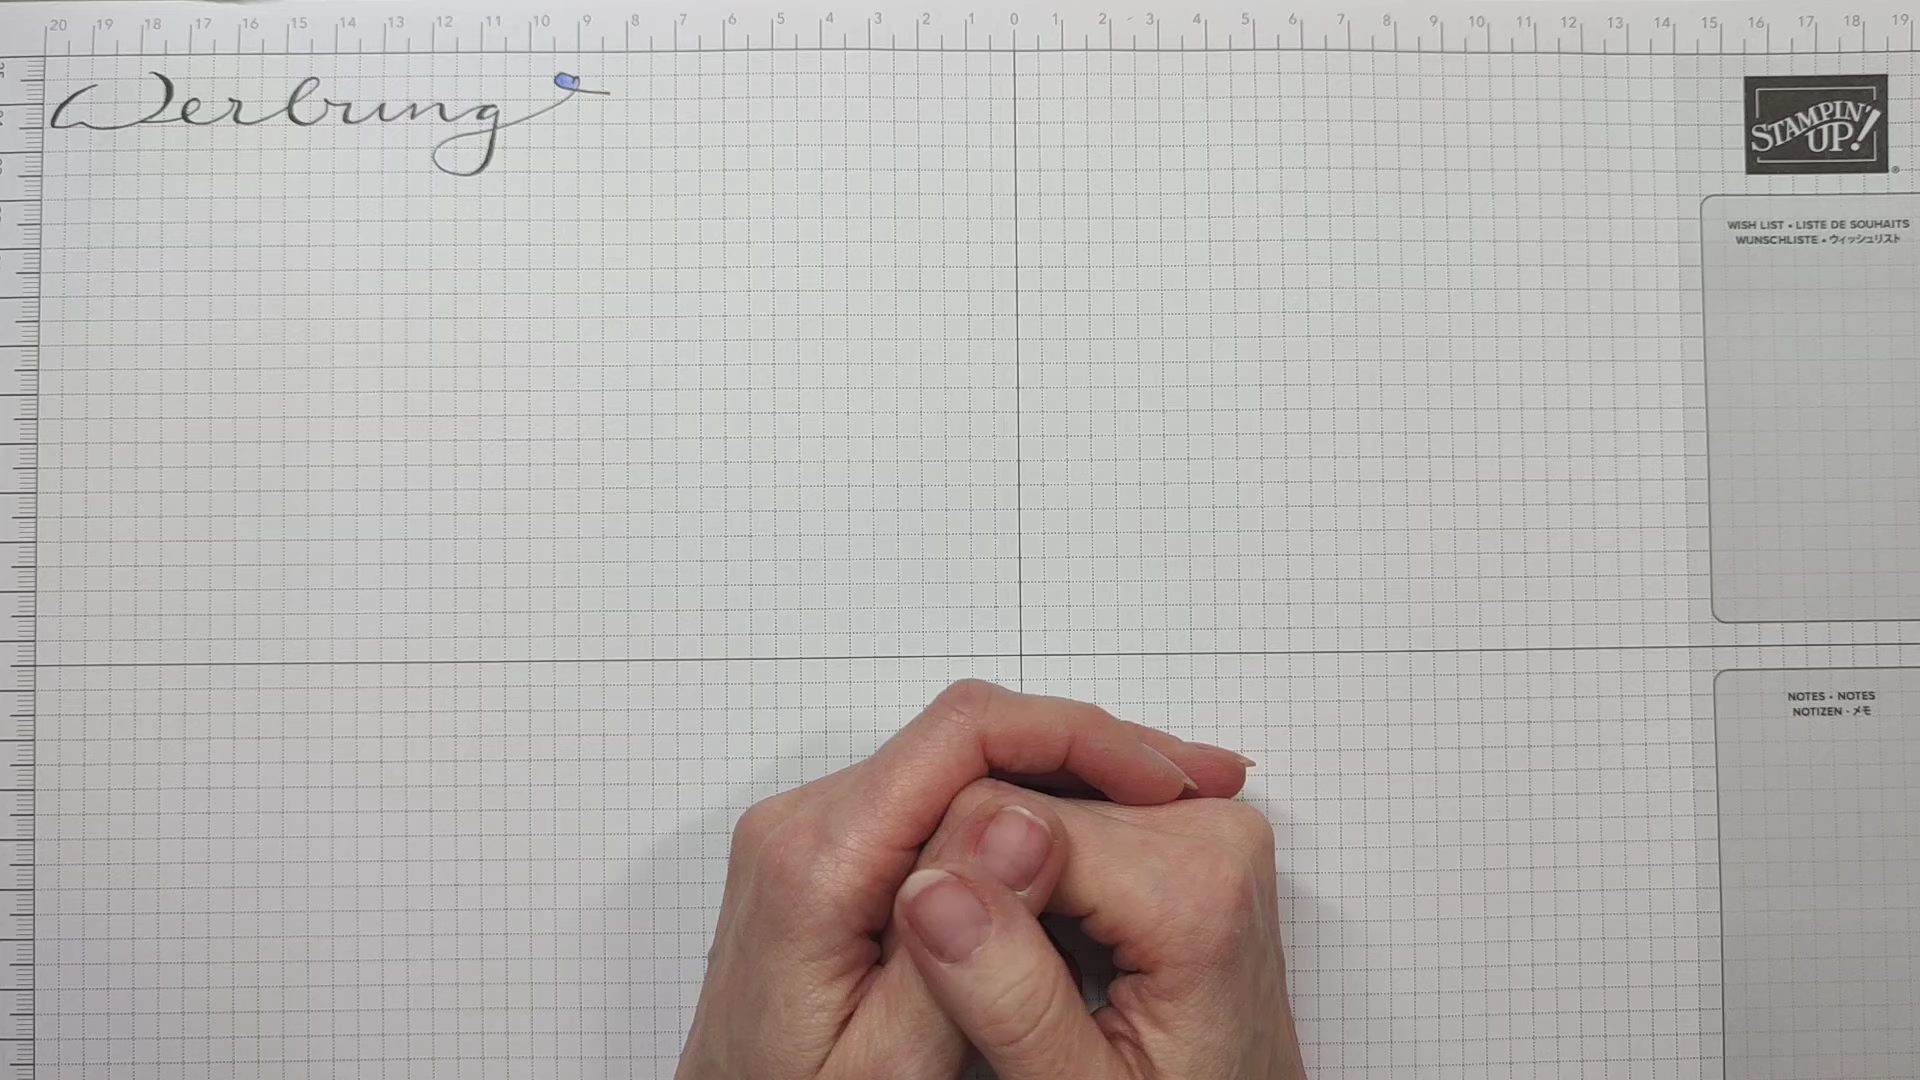 20 19 18 17 16 15 14 13 12 11 10 9 8 7 6 5 4 3 2 1 0 1 2 3 4 5 6 7 8 9 10 11 12 13 14 15 16 17 18 19
Werbung
STAMPIN'
UP!
®
WISH LIST • LISTE DE SOUHAITS
WUNSCHLISTE • ウィッシュリスト
NOTES • NOTES
NOTIZEN • メモ